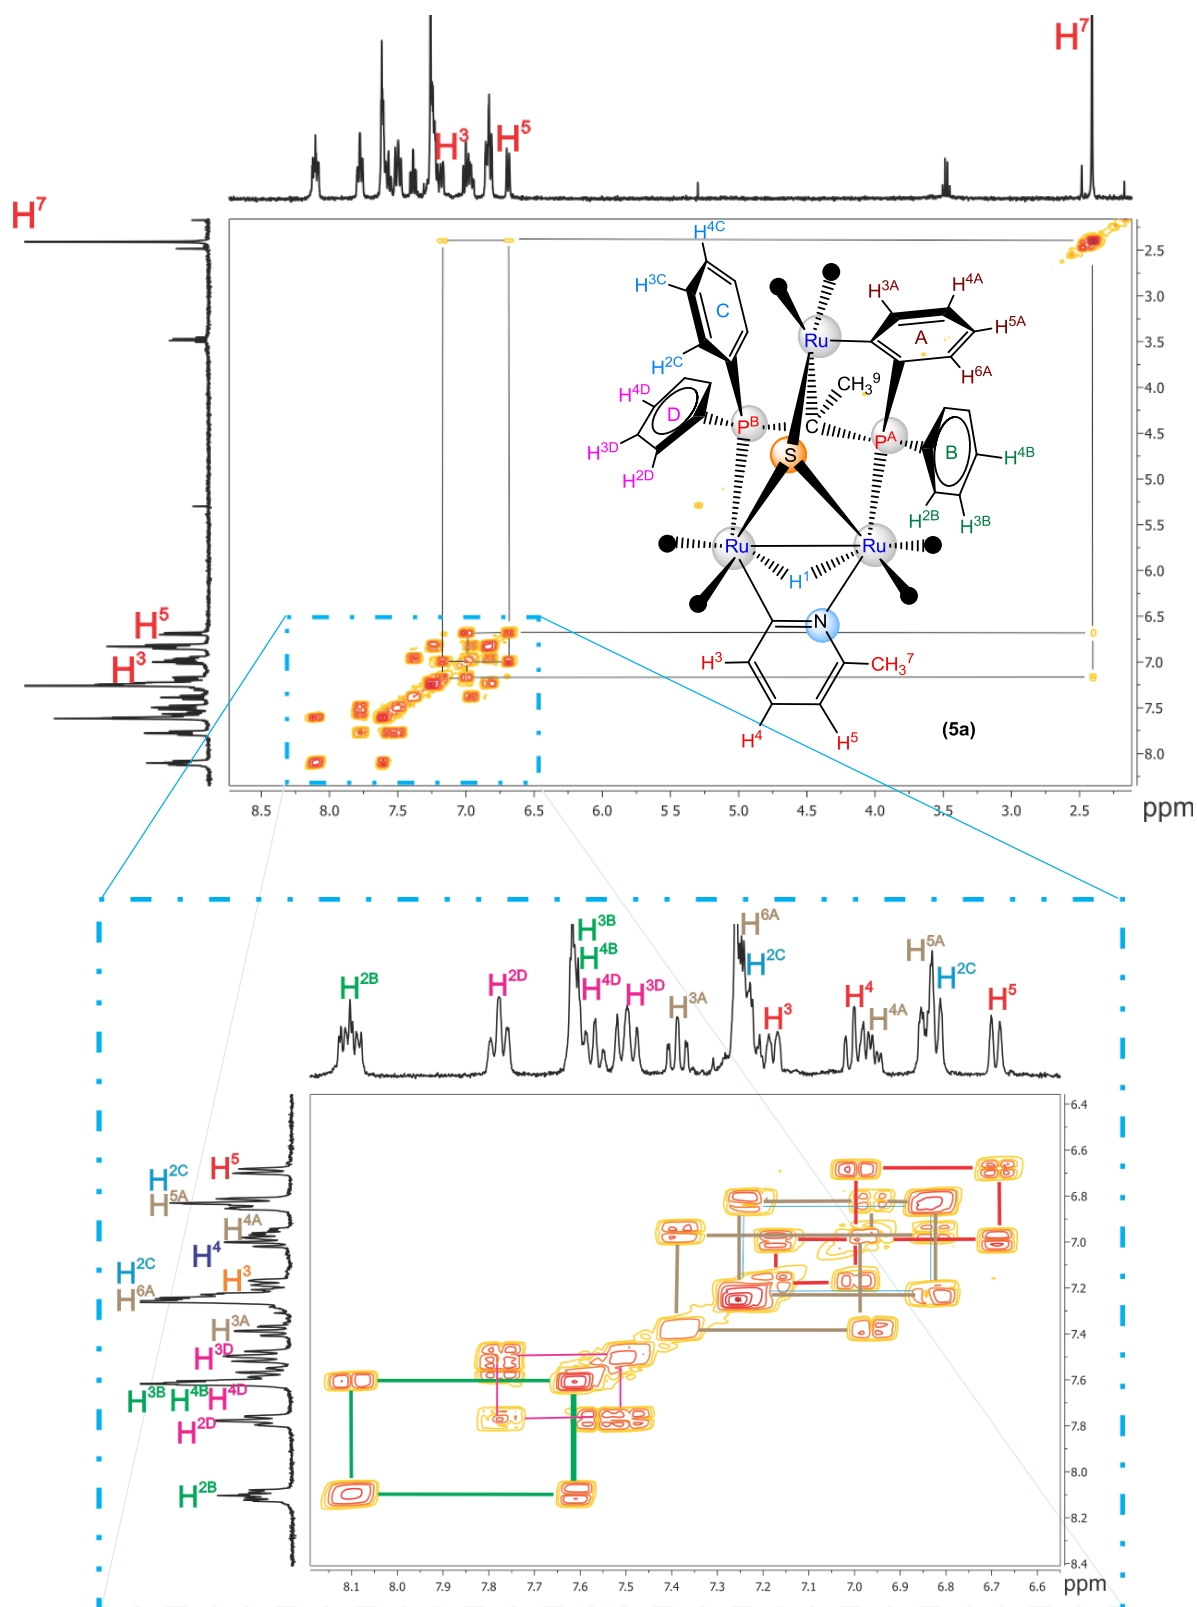 H7
H3
H5
H7
H4C
H3C
C
H2C
H4D
D
H3D
H2D
PB
Ru
C
CH39
S
PA
H3A
H4A
A
H5A
H6A
B
H4B
H2B
H3B
Ru
Ru
H1
N
H3
CH37
H4
H5
(5a)
H5
H3
2.5
3.0
3.5
4.0
4.5
5.0
5.5
6.0
6.5
7.0
7.5
8.0
8.5 8.0 7.5 7.0 6.5 6 0 5.5 5 0 4.5 4.0 3.5 3.0 2.5
ppm
H2B
H2D
H3B
H4B
H4D
H3D
H3A
H6A
H2C
H3
H4
H4A
H5A
H2C
H5
H5
H2C
H5A
H4A
H4
H2C
H3
H6A
H3A
H3D
H3B H4B H4D
H2D
H2B
6.4
6.6
6.8
7.0
7.2
7.4
7.6
7.8
8.0
8.2
8.4
8.1 8.0 7.9 7.8 7.7 7.6 7.5 7.4 7.3 7.2 7.1 7.0 6.9 6.8 6.7 6.6
ppm